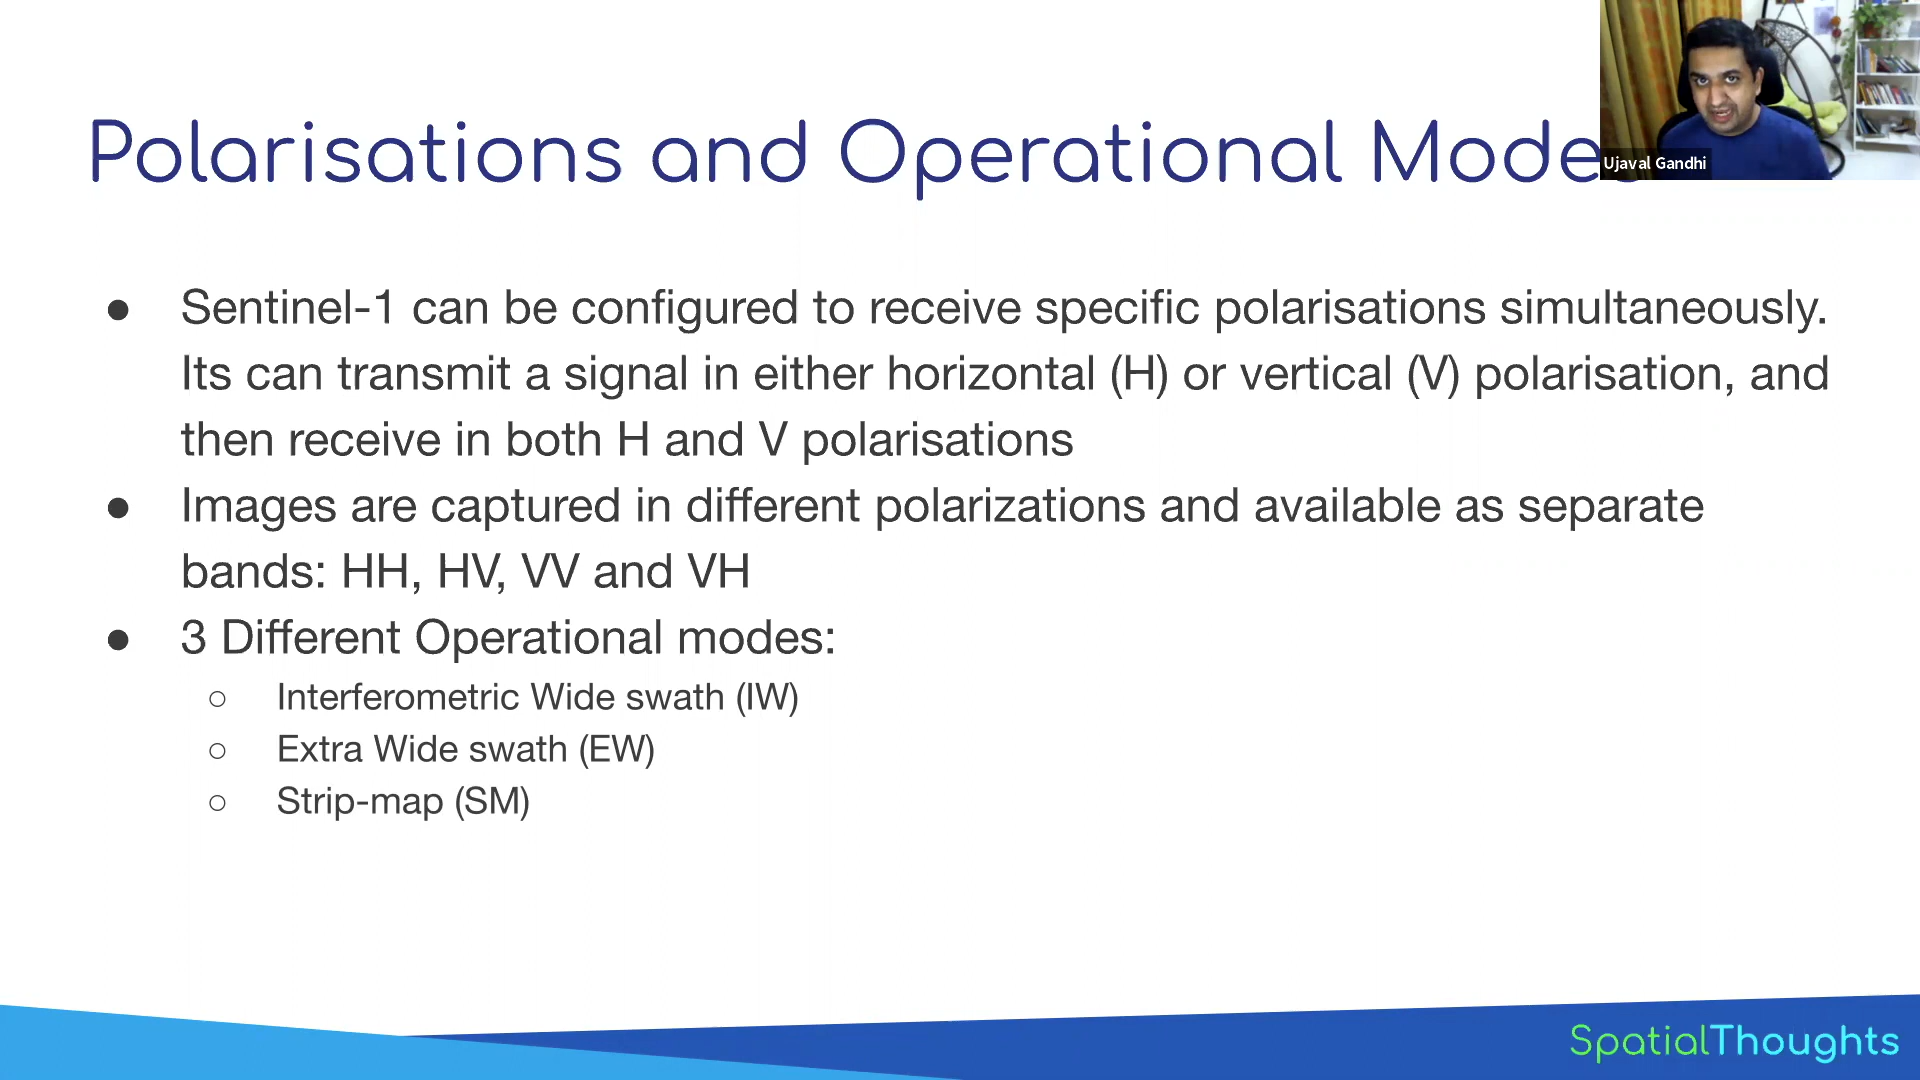 Polarisations and Operational Modes
Ujaval Gandhi
● Sentinel-1 can be configured to receive specific polarisations simultaneously.
Its can transmit a signal in either horizontal (H) or vertical (V) polarisation, and
then receive in both H and V polarisations
● Images are captured in different polarizations and available as separate
bands: HH, HV, VV and VH
● 3 Different Operational modes:
○ Interferometric Wide swath (IW)
○ Extra Wide swath (EW)
○ Strip-map (SM)
SpatialThoughts